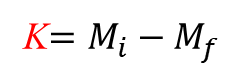 K= M_i − M_f